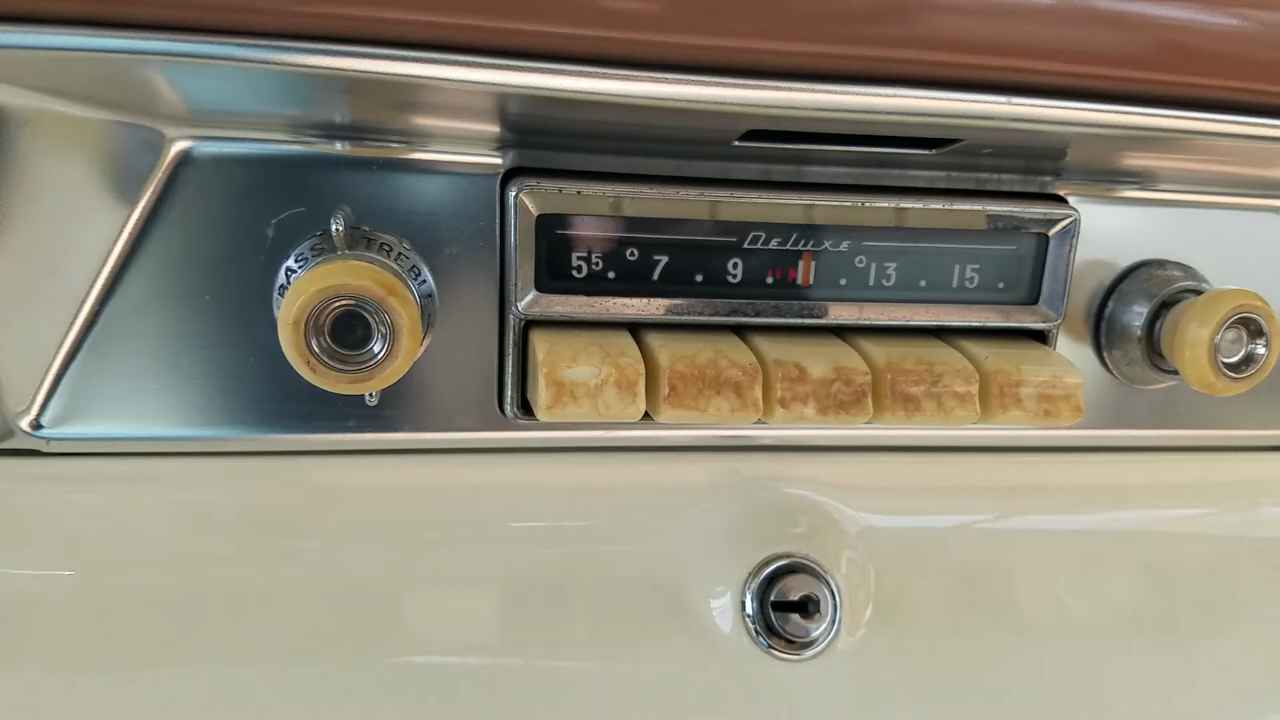 BASS TREBLE
Deluxe
55 . 7 . 9 . 11 . 13 . 15 .